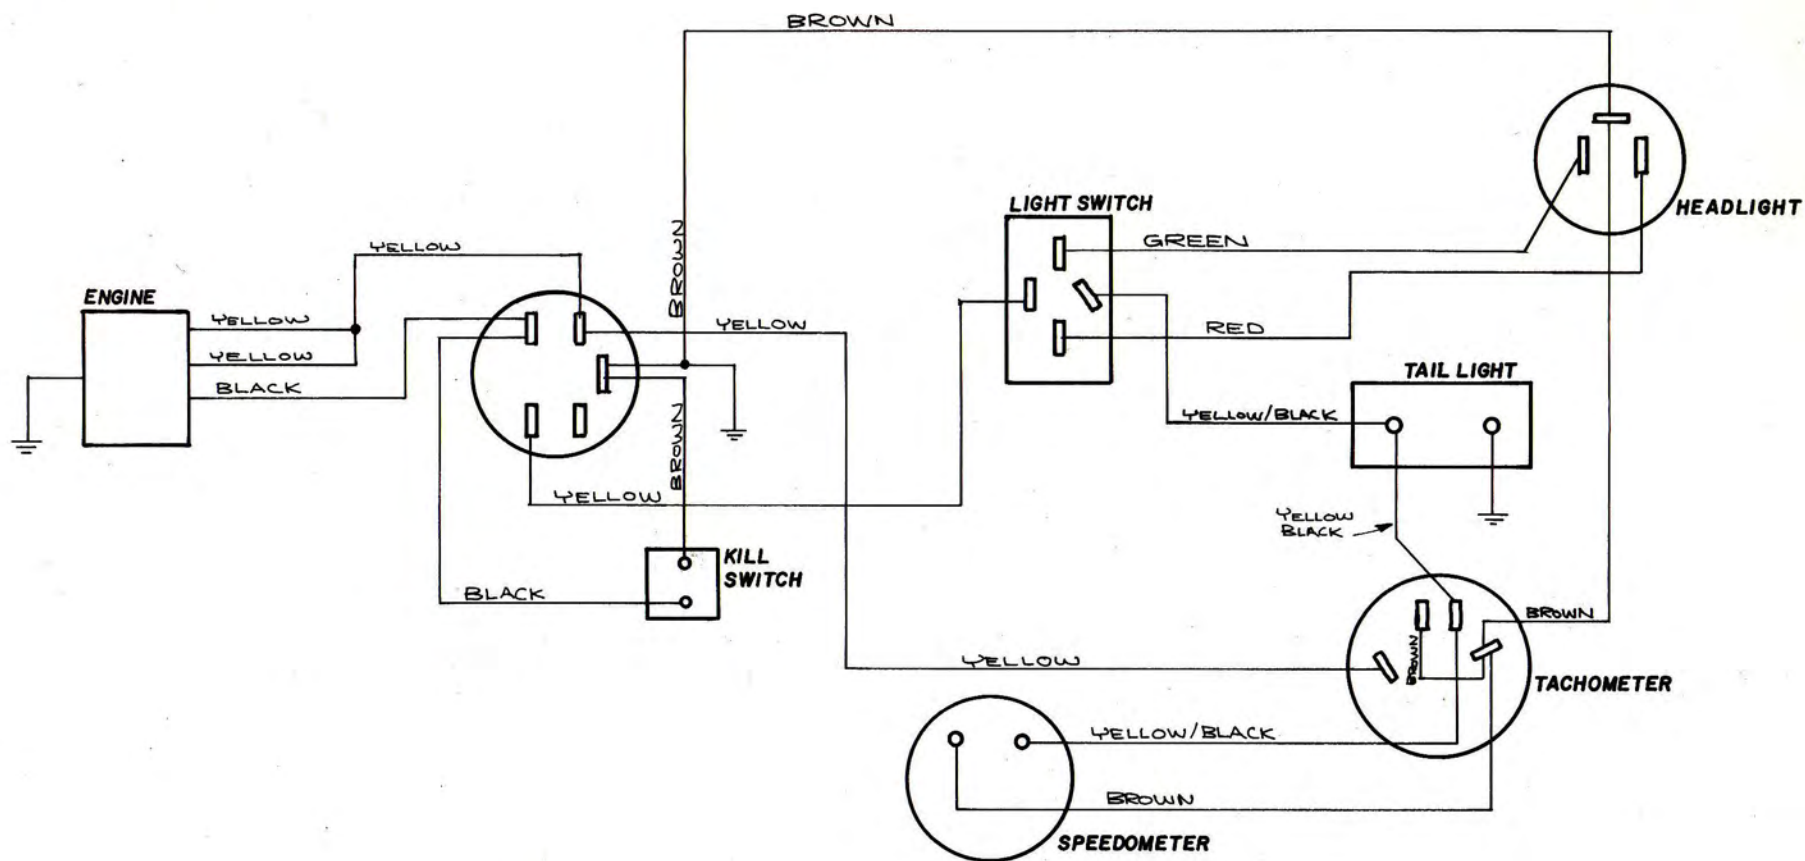 BROWN
HEADLIGHT
LIGHT SWITCH
GREEN
RED
YELLOW
ENGINE
YELLOW
YELLOW
BLACK
BROWN
YELLOW
BROWN
YELLOW
TAIL LIGHT
YELLOW/BLACK
YELLOW
BLACK
KILL
SWITCH
BLACK
BROWN
BROWN
YELLOW
TACHOMETER
YELLOW/BLACK
BROWN
SPEEDOMETER